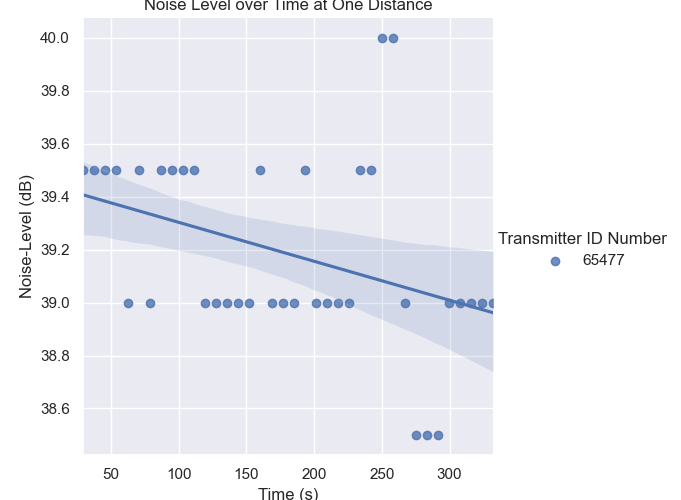 Noise Level over Time at One Distance
40.0
39.8
39.6
39.4
39.2
39.0
38.8
38.6
Noise-Level (dB)
50 100 150 200 250 300
Time (s)
Transmitter ID Number
65477